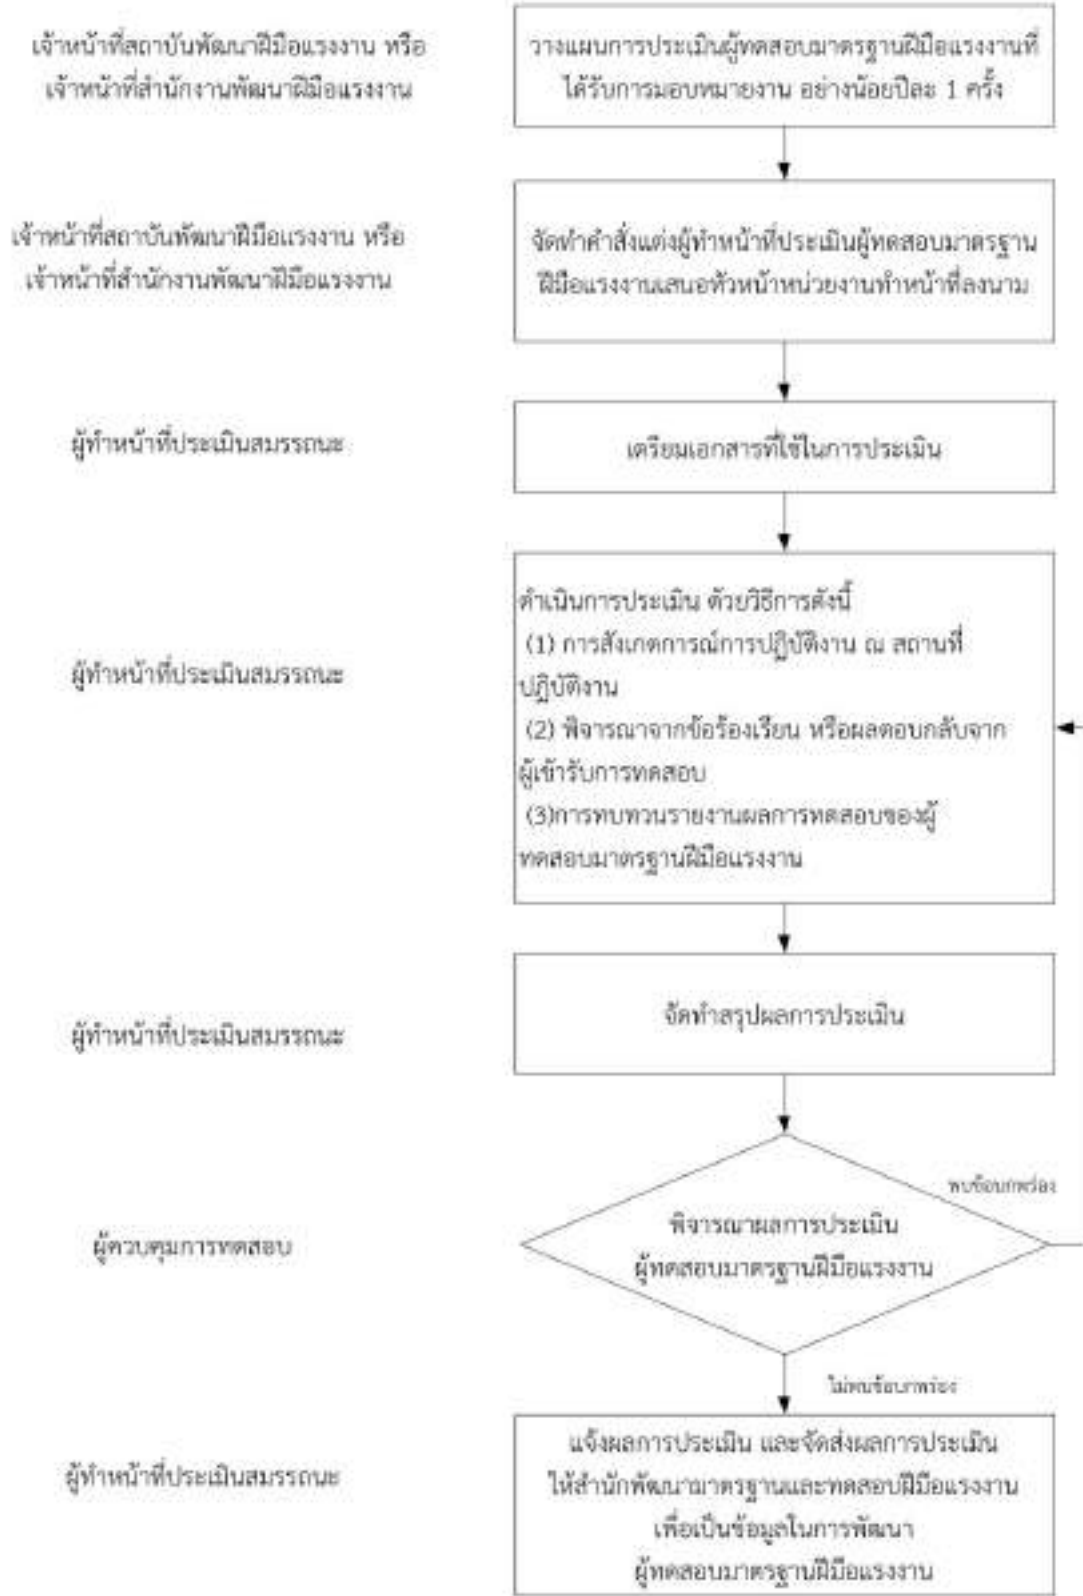 เจ้าหน้าที่สถาบันพัฒนาฝีมือแรงงาน หรือ
เจ้าหน้าที่สำนักงานพัฒนาฝีมือแรงงาน
วางแผนการประเมินผู้ทดสอบมาตรฐานฝีมือแรงงานที่
ได้รับการมอบหมายงาน อย่างน้อยปีละ 1 ครั้ง
เจ้าหน้าที่สถาบันพัฒนาฝีมือแรงงาน หรือ
เจ้าหน้าที่สำนักงานพัฒนาฝีมือแรงงาน
จัดทำคำสั่งแต่งผู้ทำหน้าที่ประเมินผู้ทดสอบมาตรฐาน
ฝีมือแรงงานเสนอหัวหน้าหน่วยงานทำหน้าที่ลงนาม
ผู้ทำหน้าที่ประเมินสมรรถนะ
เตรียมเอกสารที่ใช้ในการประเมิน
ผู้ทำหน้าที่ประเมินสมรรถนะ
ดำเนินการประเมิน ด้วยวิธีการดังนี้
(1) การสังเกตการณ์การปฏิบัติงาน ณ สถานที่
ปฏิบัติงาน
(2) พิจารณาจากข้อร้องเรียน หรือผลตอบกลับจาก
ผู้เข้ารับการทดสอบ
(3)การทบทวนรายงานผลการทดสอบของผู้
ทดสอบมาตรฐานฝีมือแรงงาน
ผู้ทำหน้าที่ประเมินสมรรถนะ
จัดทำสรุปผลการประเมิน
ผู้ควบคุมการทดสอบ
พิจารณาผลการประเมิน
ผู้ทดสอบมาตรฐานฝีมือแรงงาน
พบข้อบกพร่อง
ไม่พบข้อบกพร่อง
ผู้ทำหน้าที่ประเมินสมรรถนะ
แจ้งผลการประเมิน และจัดส่งผลการประเมิน
ให้สำนักพัฒนามาตรฐานและทดสอบฝีมือแรงงาน
เพื่อเป็นข้อมูลในการพัฒนา
ผู้ทดสอบมาตรฐานฝีมือแรงงาน